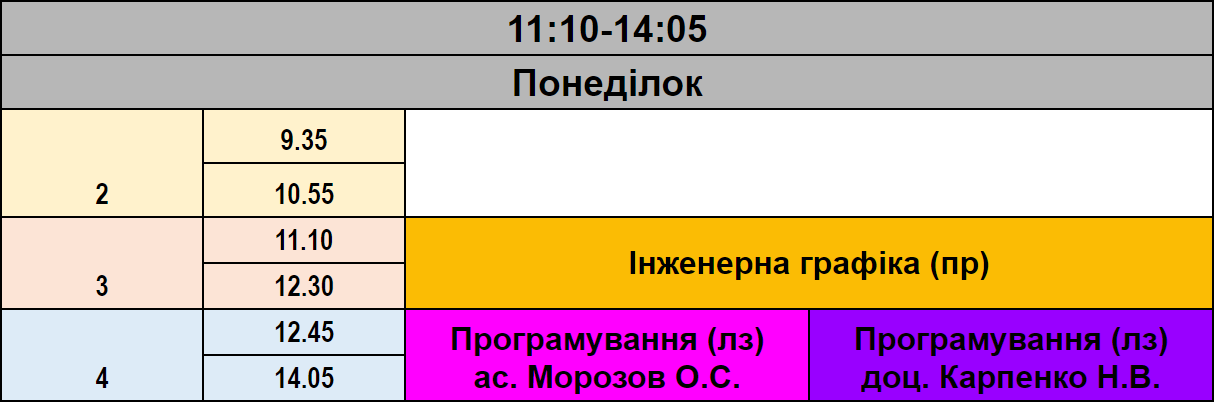 11:10-14:05
Понеділок
9.35
2
10.55
11.10
Інженерна графіка (пр)
3
12.30
12.45
Програмування (лз)
ас. Морозов О.С.
Програмування (лз)
доц. Карпенко Н.В.
4
14.05